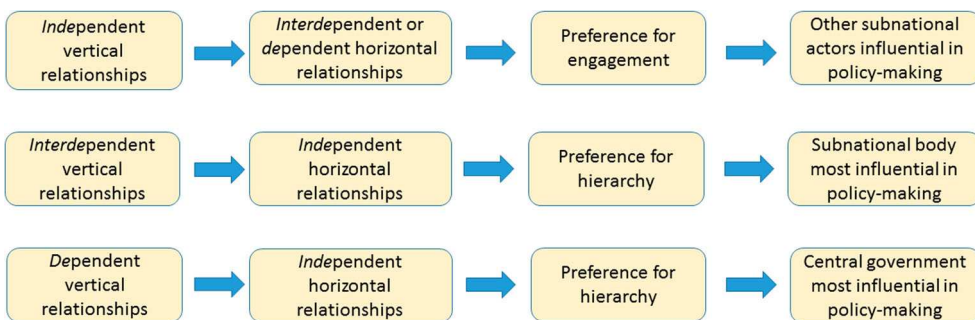 Independent
vertical
relationships
Interdependent or
dependent horizontal
relationships
Preference for
engagement
Other subnational
actors influential in
policy-making
Interdependent
vertical
relationships
Independent
horizontal
relationships
Preference for
hierarchy
Subnational body
most influential in
policy-making
Dependent
vertical
relationships
Independent
horizontal
relationships
Preference for
hierarchy
Central government
most influential in
policy-making